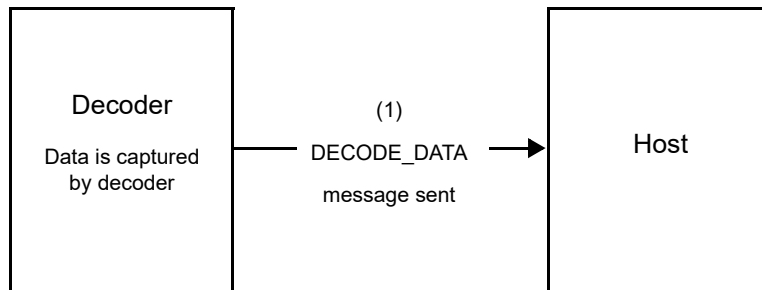 Decoder
Data is captured
by decoder
(1)
DECODE_DATA
message sent
Host